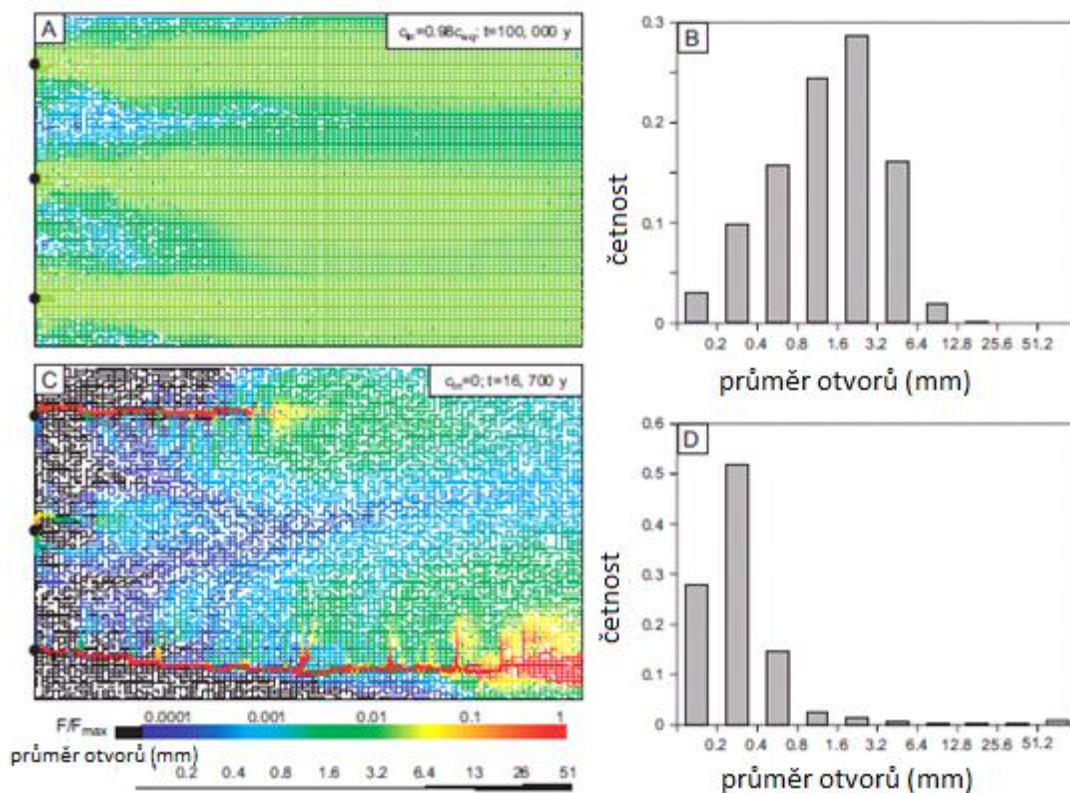 A
c_in=0.98c_eq; t=100, 000 y
B
0.3
0.2
0.1
0
četnost
0.2 0.4 0.8 1.6 3.2 6.4 12.8 25.6 51.2
průměr otvorů (mm)
C
c_in=0; t=16, 700 y
D
0.6
0.5
0.4
0.3
0.2
0.1
0
četnost
0.2 0.4 0.8 1.6 3.2 6.4 12.8 25.6 51.2
průměr otvorů (mm)
F/F_max 0.0001 0.001 0.01 0.1 1
průměr otvorů (mm)
0.2 0.4 0.8 1.6 3.2 6.4 13 26 51